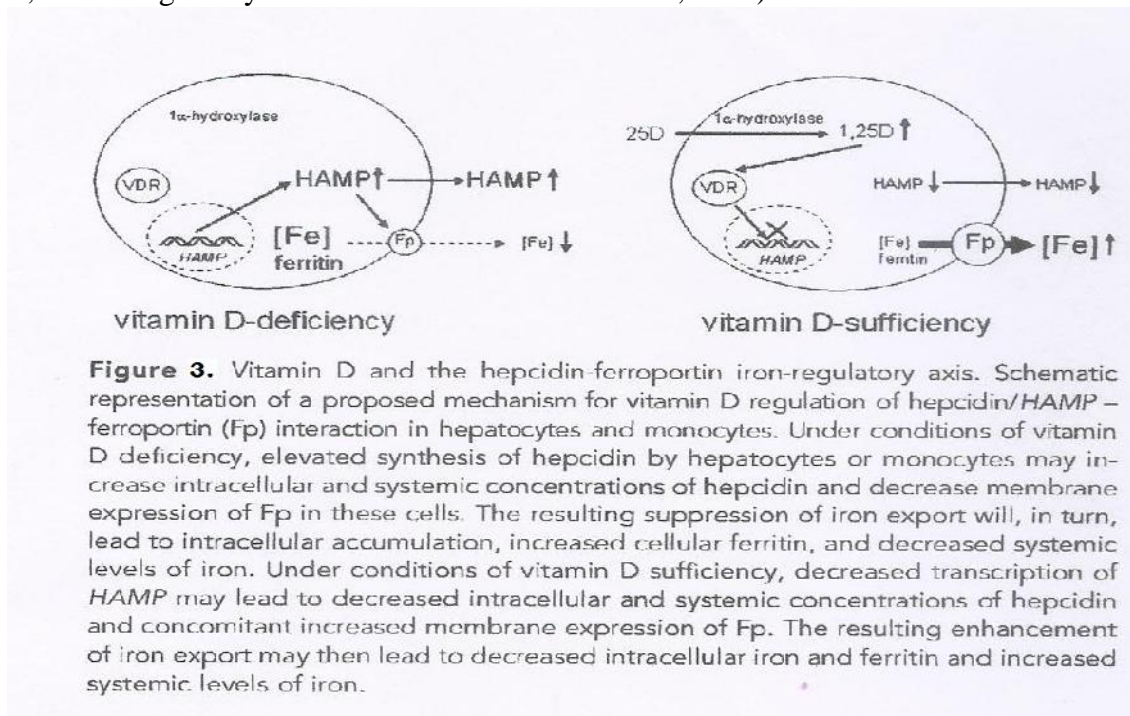 1α-hydroxylase
VDR
HAMP↑
HAMP↑
HAMP
[Fe]
ferritin
Fp
[Fe]↓
vitamin D-deficiency
25D
1α-hydroxylase
1,25D↑
VDR
HAMP↓
HAMP↓
HAMP
[Fe]
ferritin
Fp
[Fe]↑
vitamin D-sufficiency
Figure 3. Vitamin D and the hepcidin-ferroportin iron-regulatory axis. Schematic
representation of a proposed mechanism for vitamin D regulation of hepcidin/HAMP –
ferroportin (Fp) interaction in hepatocytes and monocytes. Under conditions of vitamin
D deficiency, elevated synthesis of hepcidin by hepatocytes or monocytes may in-
crease intracellular and systemic concentrations of hepcidin and decrease membrane
expression of Fp in these cells. The resulting suppression of iron export will, in turn,
lead to intracellular accumulation, increased cellular ferritin, and decreased systemic
levels of iron. Under conditions of vitamin D sufficiency, decreased transcription of
HAMP may lead to decreased intracellular and systemic concentrations of hepcidin
and concomitant increased membrane expression of Fp. The resulting enhancement
of iron export may then lead to decreased intracellular iron and ferritin and increased
systemic levels of iron.